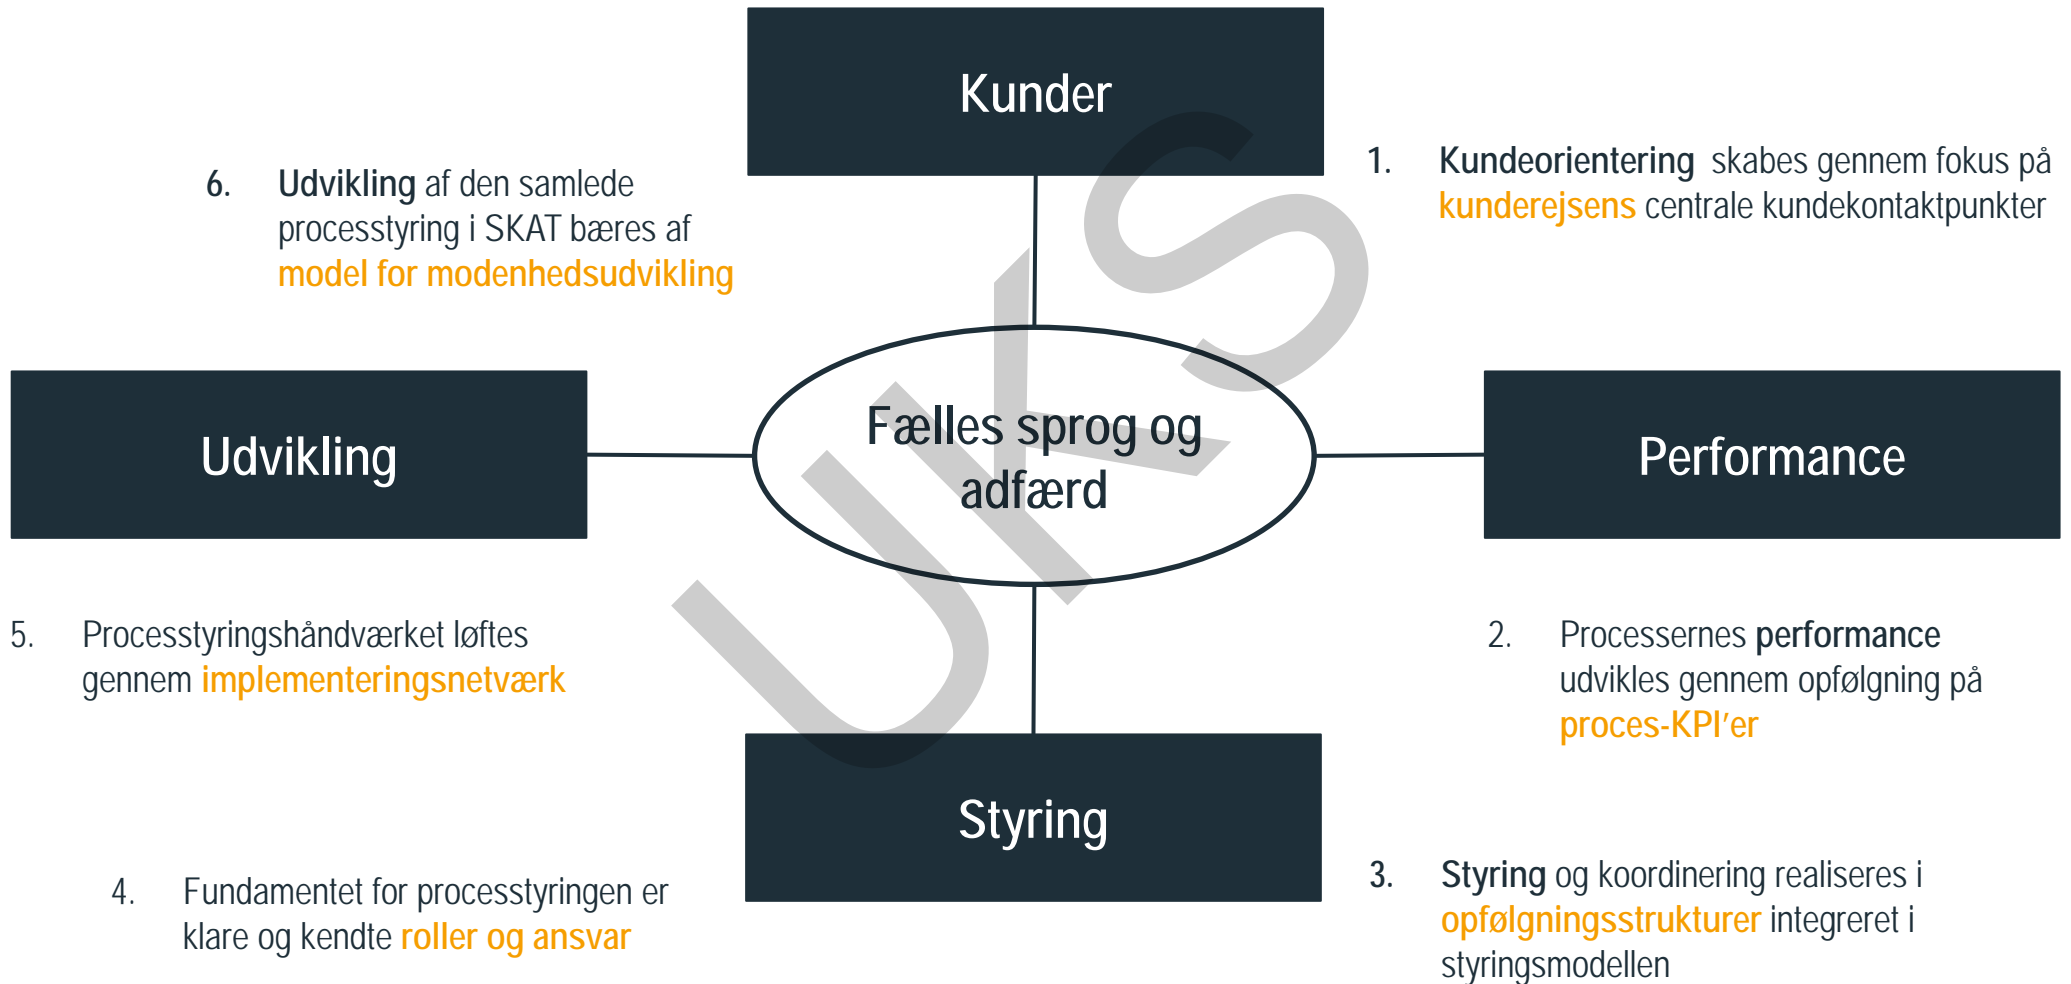 Kunder
1. Kundeorientering skabes gennem fokus på
kunderejsens centrale kundekontaktpunkter
6. Udvikling af den samlede
processtyring i SKAT bæres af
model for modenhedsudvikling
Udvikling
Fælles sprog og
adfærd
Performance
5. Processtyringshåndværket løftes
gennem implementeringsnetværk
2. Processernes performance
udvikles gennem opfølgning på
proces-KPI'er
Styring
4. Fundamentet for processtyringen er
klare og kendte roller og ansvar
3. Styring og koordinering realiseres i
opfølgningsstrukturer integreret i
styringsmodellen
UKS